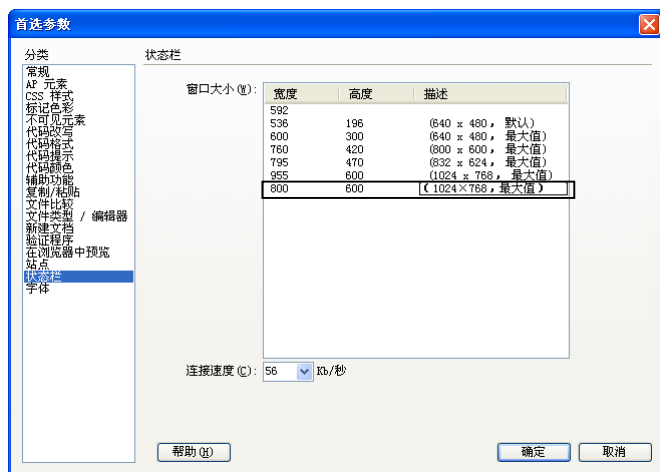 首选参数
分类
常规
AP 元素
CSS 样式
标记色彩
不可见元素
代码改写
代码格式
代码提示
代码颜色
辅助功能
复制/粘贴
文件比较
文件类型 / 编辑器
新建文档
验证程序
在浏览器中预览
站点
状态栏
字体
状态栏
窗口大小(W):
宽度 高度 描述
592
536 196 (640 x 480, 默认)
600 300 (640 x 480, 最大值)
760 420 (800 x 600, 最大值)
795 470 (832 x 624, 最大值)
955 600 (1024 x 768, 最大值)
800 600 (1024×768,最大值)
连接速度(C): 56 Kb/秒
帮助(H) 确定 取消